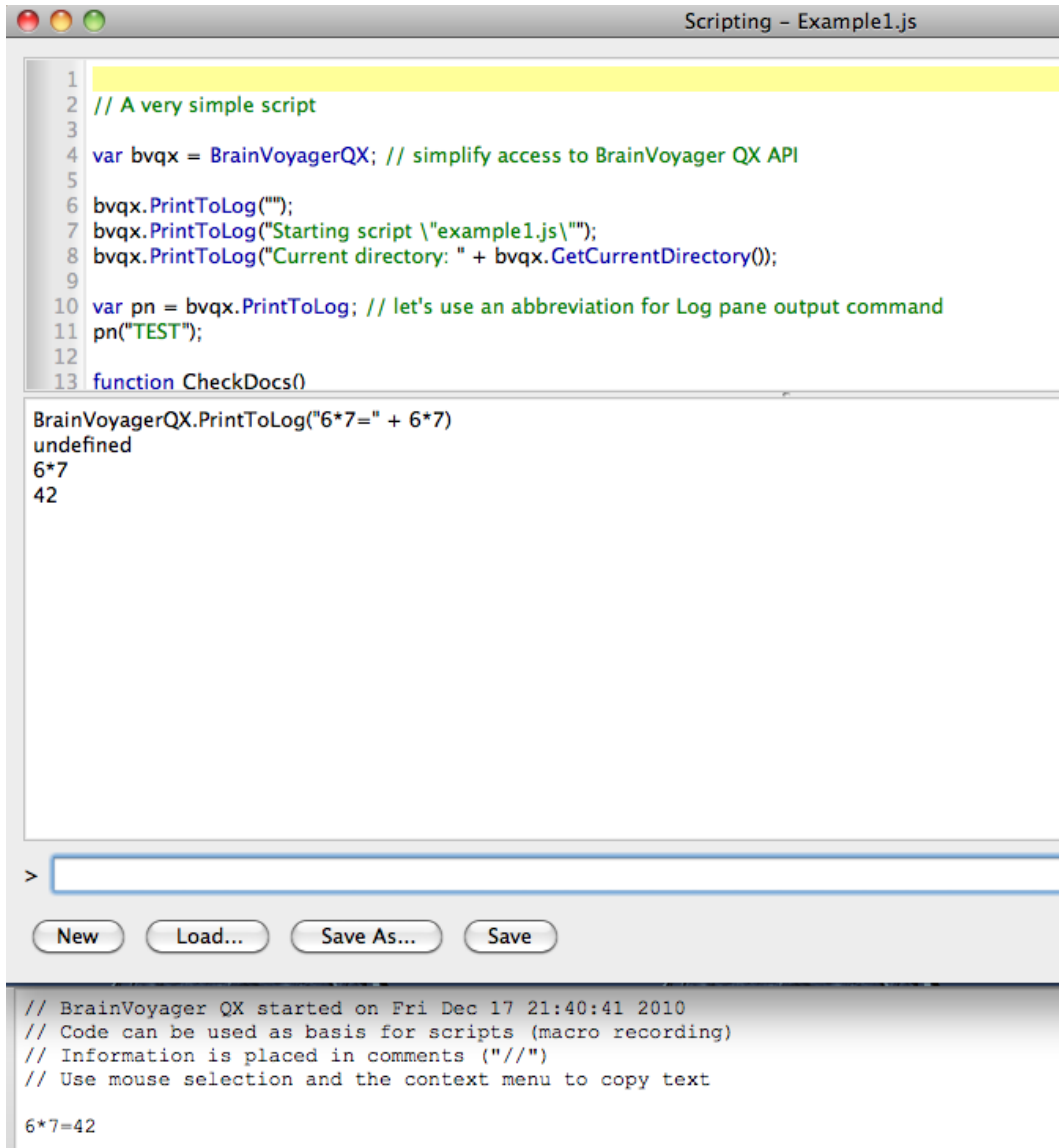 Scripting – Example1.js
1
2 // A very simple script
3
4 var bvqx = BrainVoyagerQX; // simplify access to BrainVoyager QX API
5
6 bvqx.PrintToLog("");
7 bvqx.PrintToLog("Starting script \"example1.js\"");
8 bvqx.PrintToLog("Current directory: " + bvqx.GetCurrentDirectory());
9
10 var pn = bvqx.PrintToLog; // let's use an abbreviation for Log pane output command
11 pn("TEST");
12
13 function CheckDocs()
BrainVoyagerQX.PrintToLog("6*7=" + 6*7)
undefined
6*7
42
>
New Load... Save As... Save
// BrainVoyager QX started on Fri Dec 17 21:40:41 2010
// Code can be used as basis for scripts (macro recording)
// Information is placed in comments ("//")
// Use mouse selection and the context menu to copy text
6*7=42